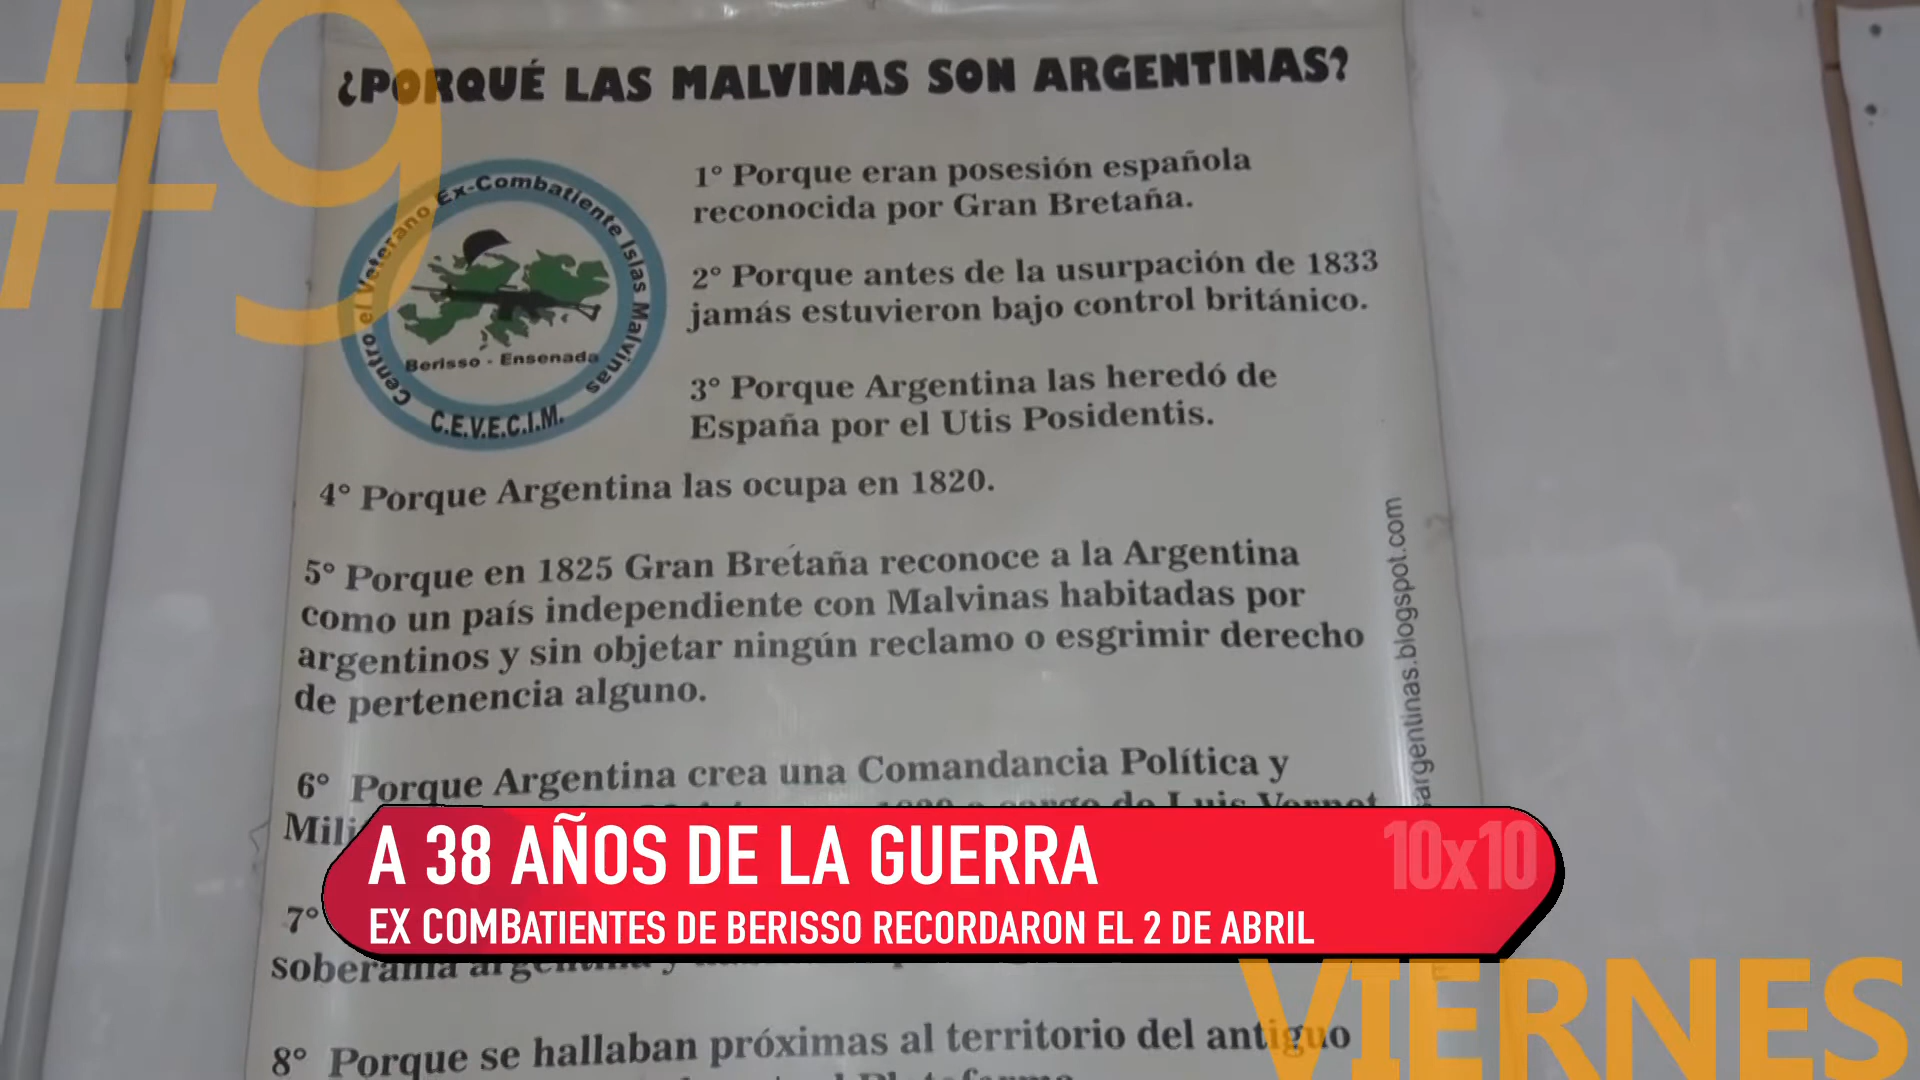 #9
¿PORQUÉ LAS MALVINAS SON ARGENTINAS?
Centro el Veterano Ex-Combatiente Islas Malvinas
Berisso - Ensenada
C.E.V.E.C.I.M.
1° Porque eran posesión española
reconocida por Gran Bretaña.
2° Porque antes de la usurpación de 1833
jamás estuvieron bajo control británico.
3° Porque Argentina las heredó de
España por el Utis Posidentis.
4° Porque Argentina las ocupa en 1820.
5° Porque en 1825 Gran Bretaña reconoce a la Argentina
como un país independiente con Malvinas habitadas por
argentinos y sin objetar ningún reclamo o esgrimir derecho
de pertenencia alguno.
6° Porque Argentina crea una Comandancia Política y
a cargo de Luis Vernet
7°
soberanía argentina y
8° Porque se hallaban próximas al territorio del antiguo
argentinas.blogspot.com
A 38 AÑOS DE LA GUERRA
10x10
EX COMBATIENTES DE BERISSO RECORDARON EL 2 DE ABRIL
VIERNES